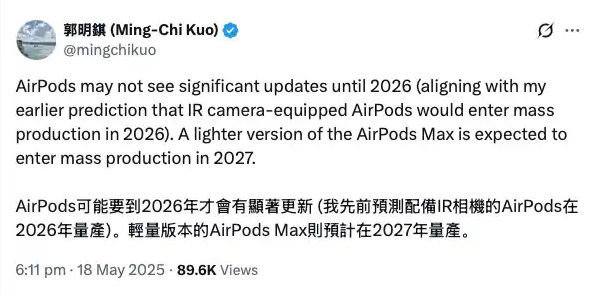 郭明錤 (Ming-Chi Kuo)
@mingchikuo
AirPods may not see significant updates until 2026 (aligning with my
earlier prediction that IR camera-equipped AirPods would enter mass
production in 2026). A lighter version of the AirPods Max is expected to
enter mass production in 2027.
AirPods可能要到2026年才會有顯著更新 (我先前預測配備IR相機的AirPods在
2026年量產)。輕量版本的AirPods Max則預計在2027年量產。
6:11 pm · 18 May 2025 · 89.6K Views